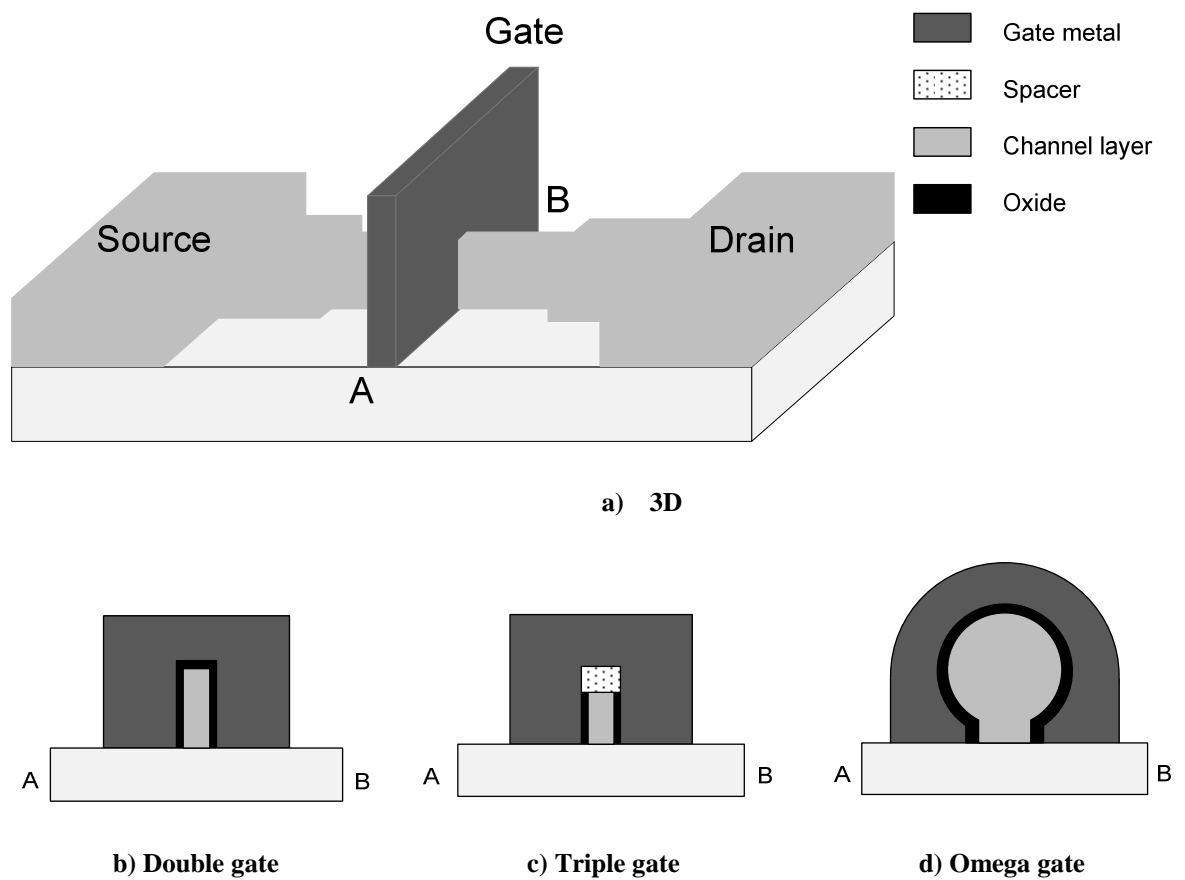 Gate
Gate metal
Spacer
Channel layer
Oxide
B
Source
Drain
A
a) 3D
A
B
A
B
A
B
b) Double gate
c) Triple gate
d) Omega gate